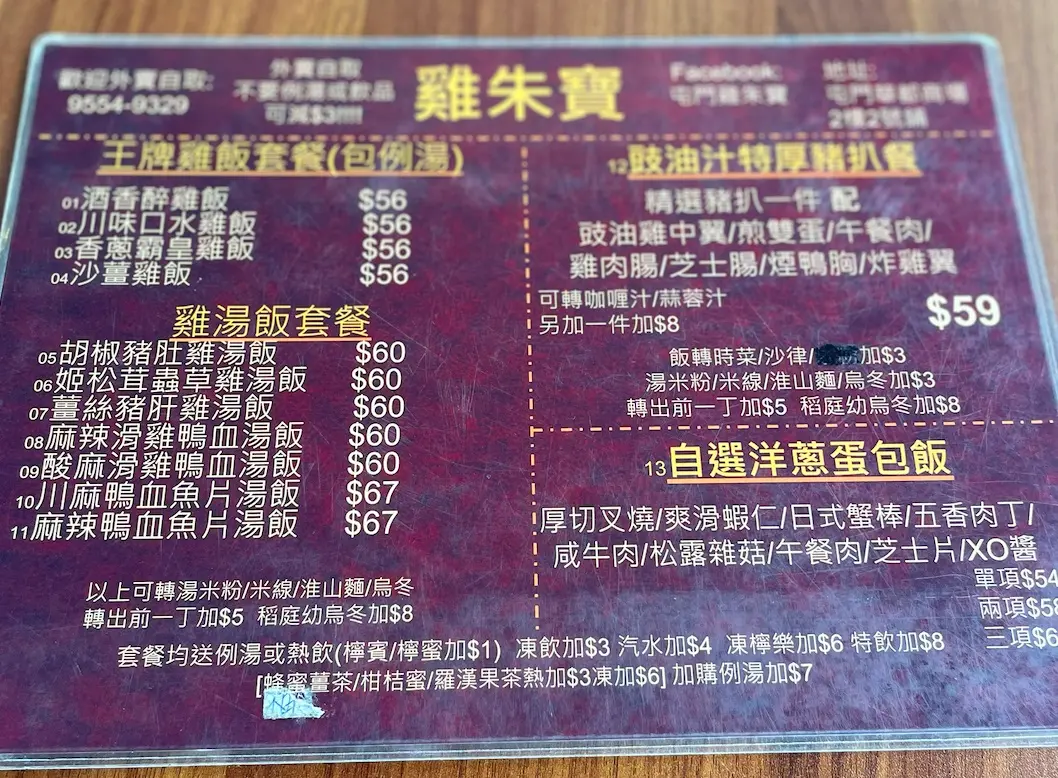 歡迎外賣自取:
9554-9329
外賣自取
不要例湯或飲品
可減$3!!!!
雞朱寶
Facebook:
屯門雞朱寶
地址:
屯門華都商場
2樓2號鋪
王牌雞飯套餐(包例湯)
01酒香醉雞飯 $56
02川味口水雞飯 $56
03香蔥霸皇雞飯 $56
04沙薑雞飯 $56
雞湯飯套餐
05胡椒豬肚雞湯飯 $60
06姬松茸蟲草雞湯飯 $60
07薑絲豬肝雞湯飯 $60
08麻辣滑雞鴨血湯飯 $60
09酸麻滑雞鴨血湯飯 $60
10川麻鴨血魚片湯飯 $67
11麻辣鴨血魚片湯飯 $67
以上可轉湯米粉/米線/淮山麵/烏冬
轉出前一丁加$5 稻庭幼烏冬加$8
12豉油汁特厚豬扒餐
精選豬扒一件 配
豉油雞中翼/煎雙蛋/午餐肉/
雞肉腸/芝士腸/煙鴨胸/炸雞翼
可轉咖喱汁/蒜蓉汁
另加一件加$8
$59
飯轉時菜/沙律/加$3
湯米粉/米線/淮山麵/烏冬加$3
轉出前一丁加$5 稻庭幼烏冬加$8
13自選洋蔥蛋包飯
厚切叉燒/爽滑蝦仁/日式蟹棒/五香肉丁/
咸牛肉/松露雜菇/午餐肉/芝士片/XO醬
單項$54
兩項$58
三項$6
套餐均送例湯或熱飲(檸賓/檸蜜加$1) 凍飲加$3 汽水加$4 凍檸樂加$6 特飲加$8
[蜂蜜薑茶/柑桔蜜/羅漢果茶熱加$3凍加$6] 加購例湯加$7